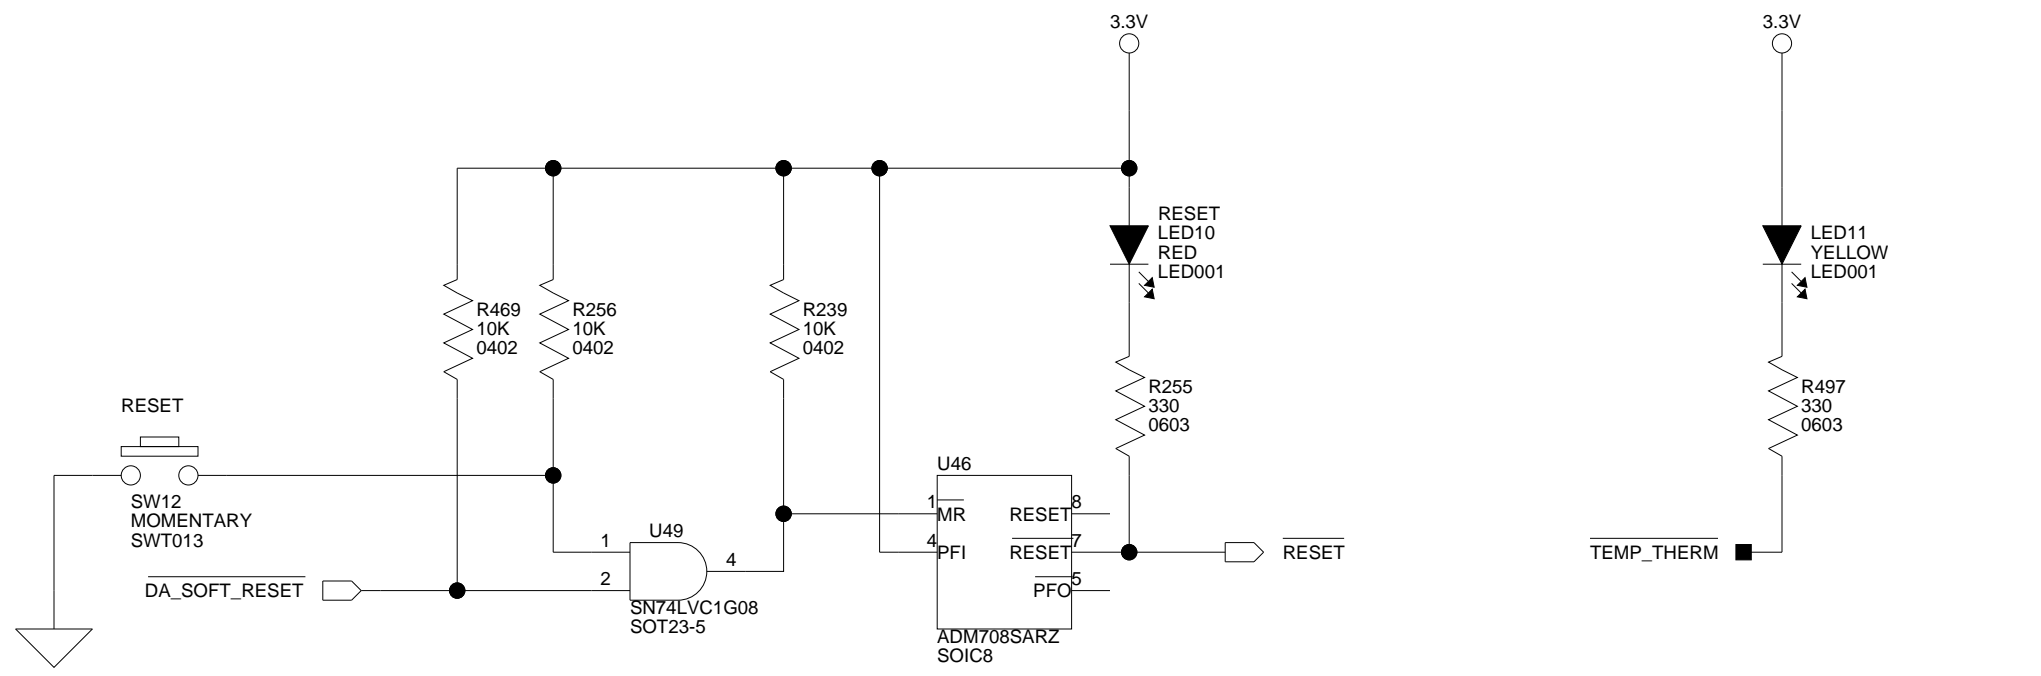 3.3V
3.3V
RESET
LED10
RED
LED001
LED11
YELLOW
LED001
R469
10K
0402
R256
10K
0402
R239
10K
0402
R255
330
0603
R497
330
0603
RESET
SW12
MOMENTARY
SWT013
U49
1
2
4
SN74LVC1G08
SOT23-5
DA_SOFT_RESET
U46
1
MR
4
PFI
RESET
8
RESET
7
PFO
5
ADM708SARZ
SOIC8
RESET
TEMP_THERM